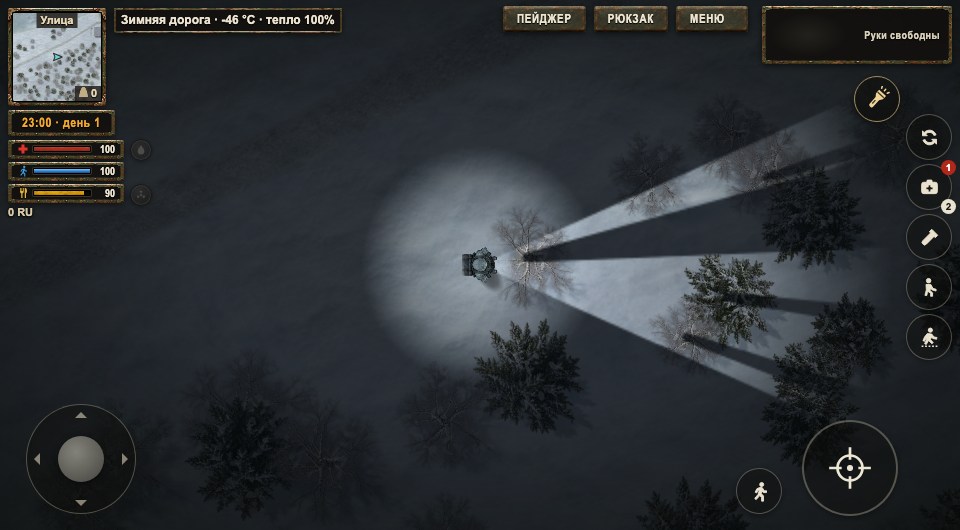 Улица
Зимняя дорога · -46 °C · тепло 100%
ПЕЙДЖЕР
РЮКЗАК
МЕНЮ
Руки свободны
0
23:00 · день 1
100
100
90
0 RU
1
2